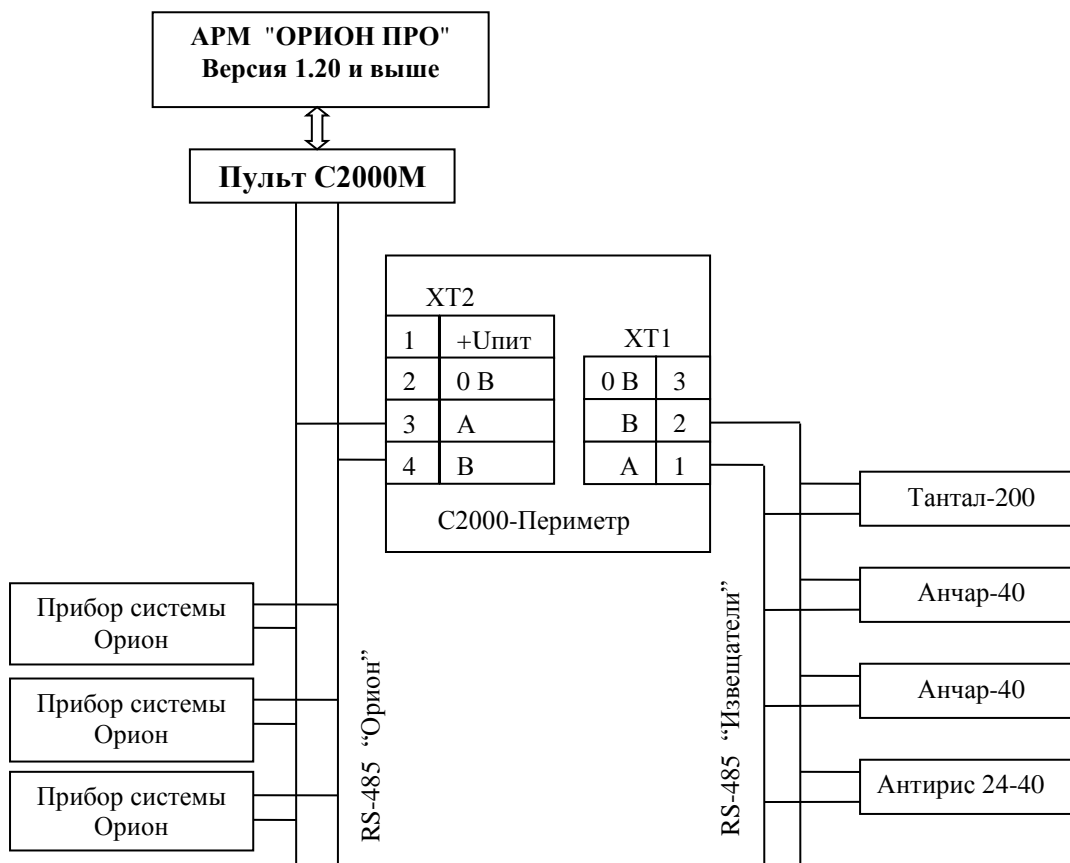 АРМ "ОРИОН ПРО"
Версия 1.20 и выше
Пульт С2000М
XT2
1 +Uпит
2 0 В
3 А
4 В
XT1
0 В 3
В 2
А 1
С2000-Периметр
Тантал-200
Анчар-40
Анчар-40
Антирис 24-40
Прибор системы
Орион
Прибор системы
Орион
Прибор системы
Орион
RS-485 “Орион”
RS-485 “Извещатели”